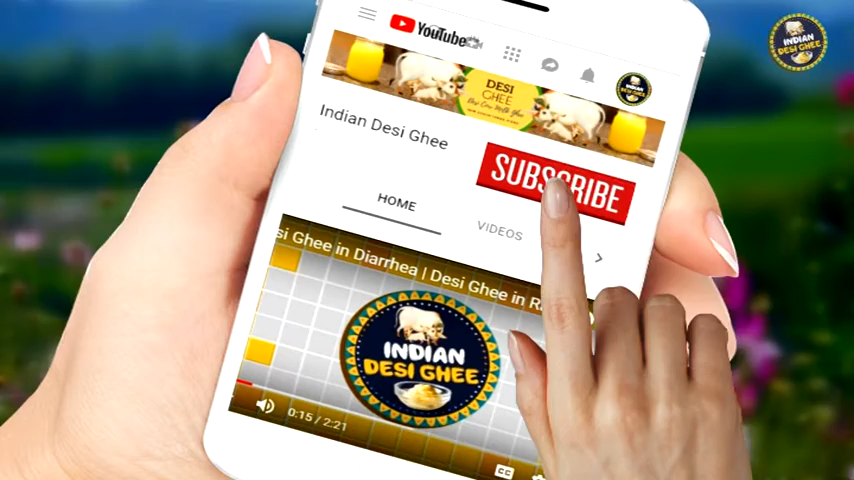 YouTube
INDIAN
DESI GHEE
DESI
GHEE
INDIAN
DESI GHEE
Indian Desi Ghee
SUBSCRIBE
HOME
VIDEOS
si Ghee in Diarrhea | Desi Ghee in R
INDIAN
DESI GHEE
0:15 / 2:21
CC